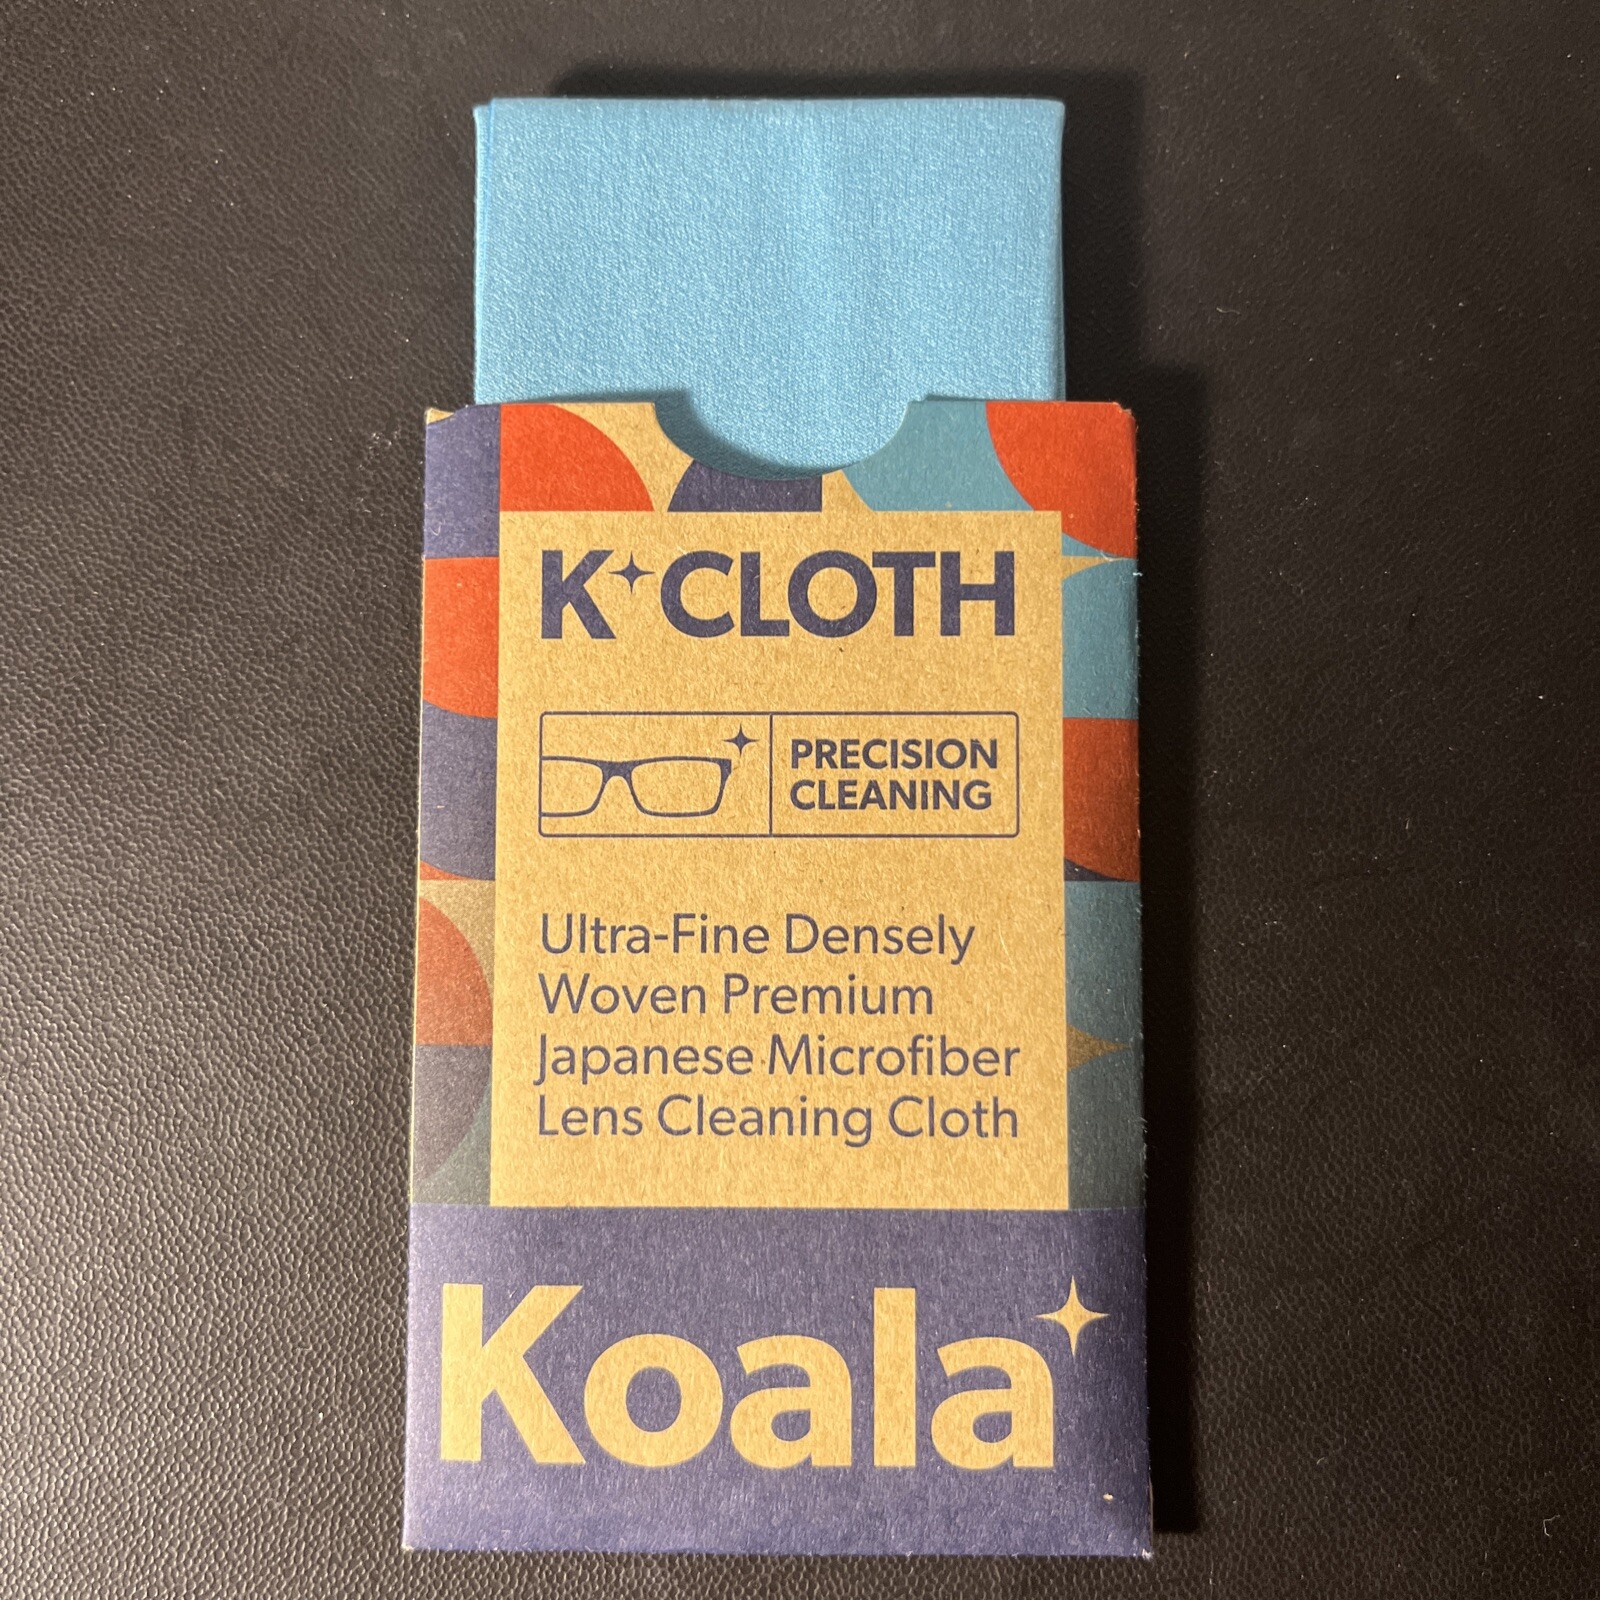 K✦CLOTH
PRECISION
CLEANING
Ultra-Fine Densely
Woven Premium
Japanese Microfiber
Lens Cleaning Cloth
Koala